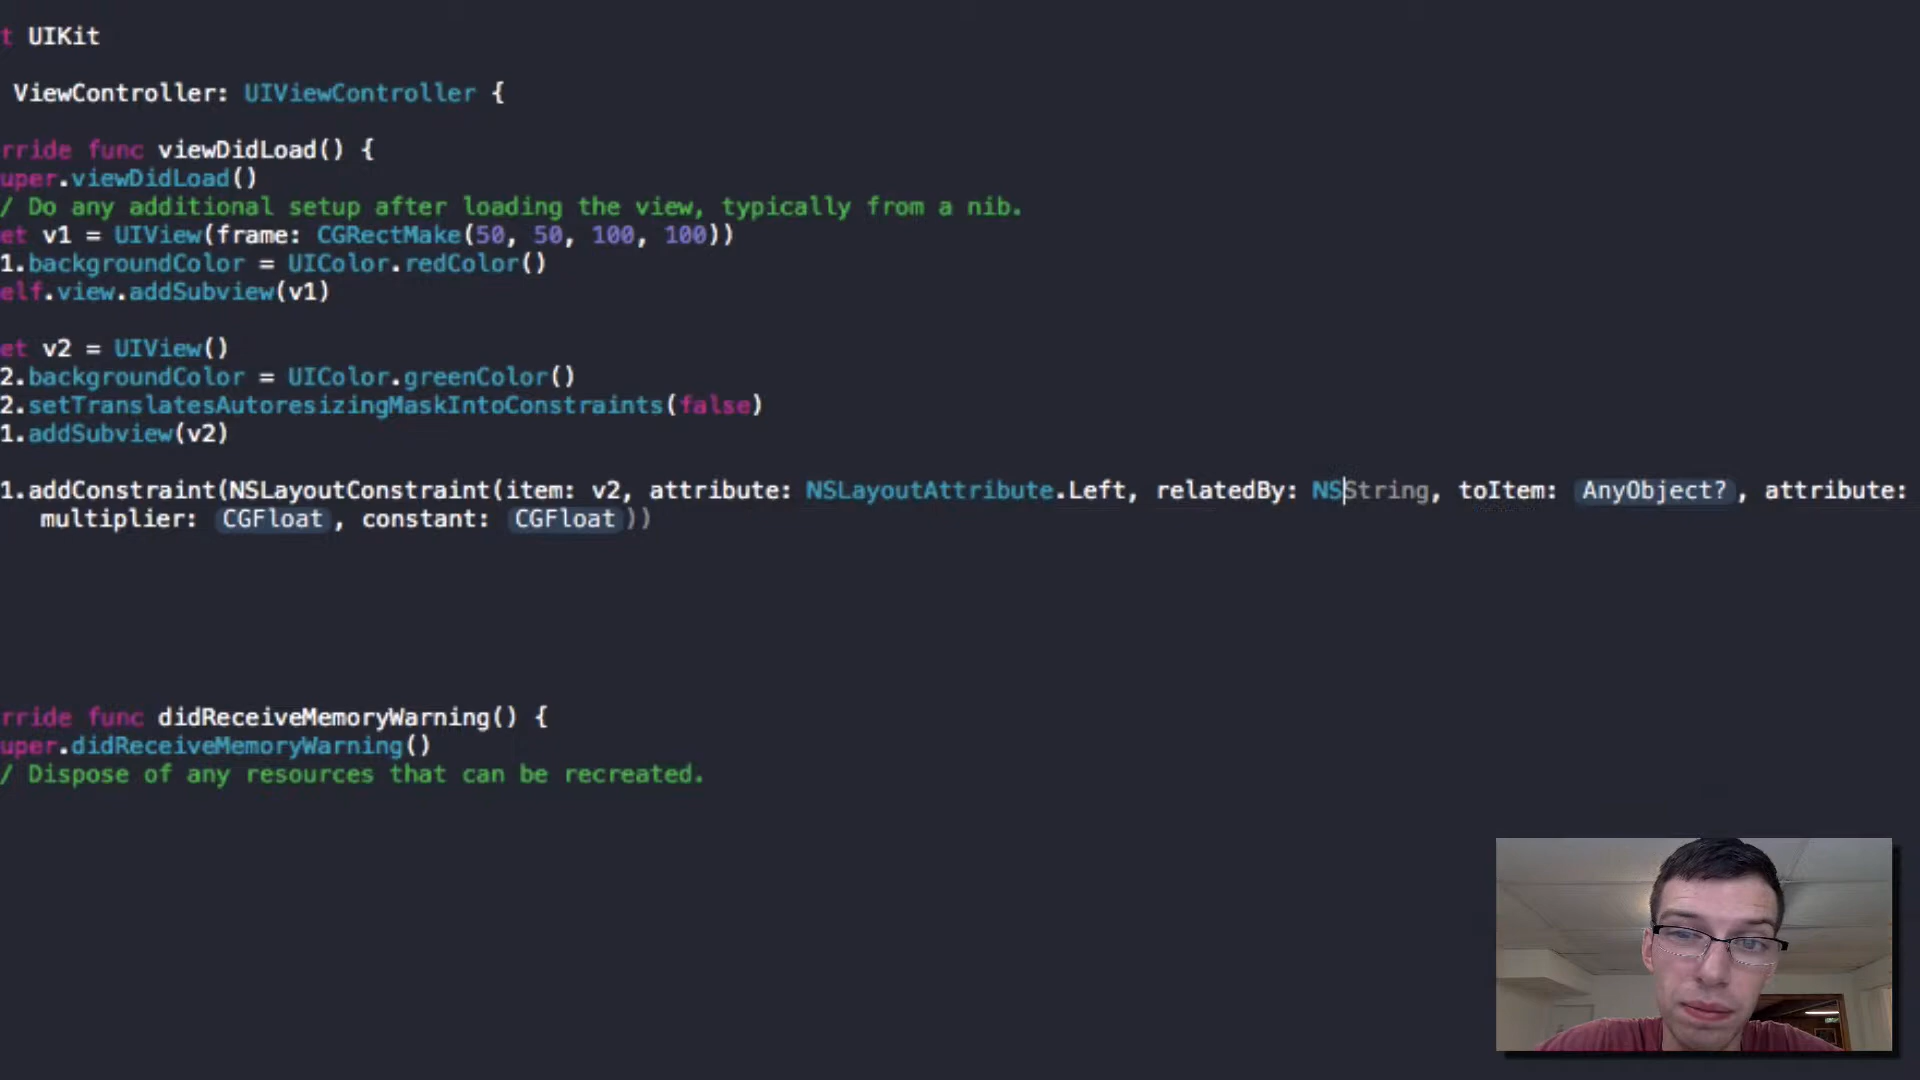 t UIKit
ViewController: UIViewController {
rride func viewDidLoad() {
uper.viewDidLoad()
/ Do any additional setup after loading the view, typically from a nib.
et v1 = UIView(frame: CGRectMake(50, 50, 100, 100))
1.backgroundColor = UIColor.redColor()
elf.view.addSubview(v1)
et v2 = UIView()
2.backgroundColor = UIColor.greenColor()
2.setTranslatesAutoresizingMaskIntoConstraints(false)
1.addSubview(v2)
1.addConstraint(NSLayoutConstraint(item: v2, attribute: NSLayoutAttribute.Left, relatedBy: NSString, toItem: AnyObject?, attribute:
multiplier: CGFloat, constant: CGFloat))
rride func didReceiveMemoryWarning() {
uper.didReceiveMemoryWarning()
/ Dispose of any resources that can be recreated.